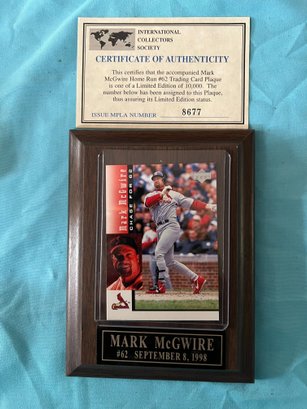 INTERNATIONAL
COLLECTORS
SOCIETY
CERTIFICATE OF AUTHENTICITY
This certifies that the accompanied Mark
McGwire Home Run #62 Trading Card Plaque
is one of a Limited Edition of 10,000. The
number below has been assigned to this Plaque,
thus assuring its Limited Edition status.
ISSUE MPLA NUMBER 8677
Mark McGwire
CHASE FOR 62
MARK McGWIRE
#62 SEPTEMBER 8, 1998